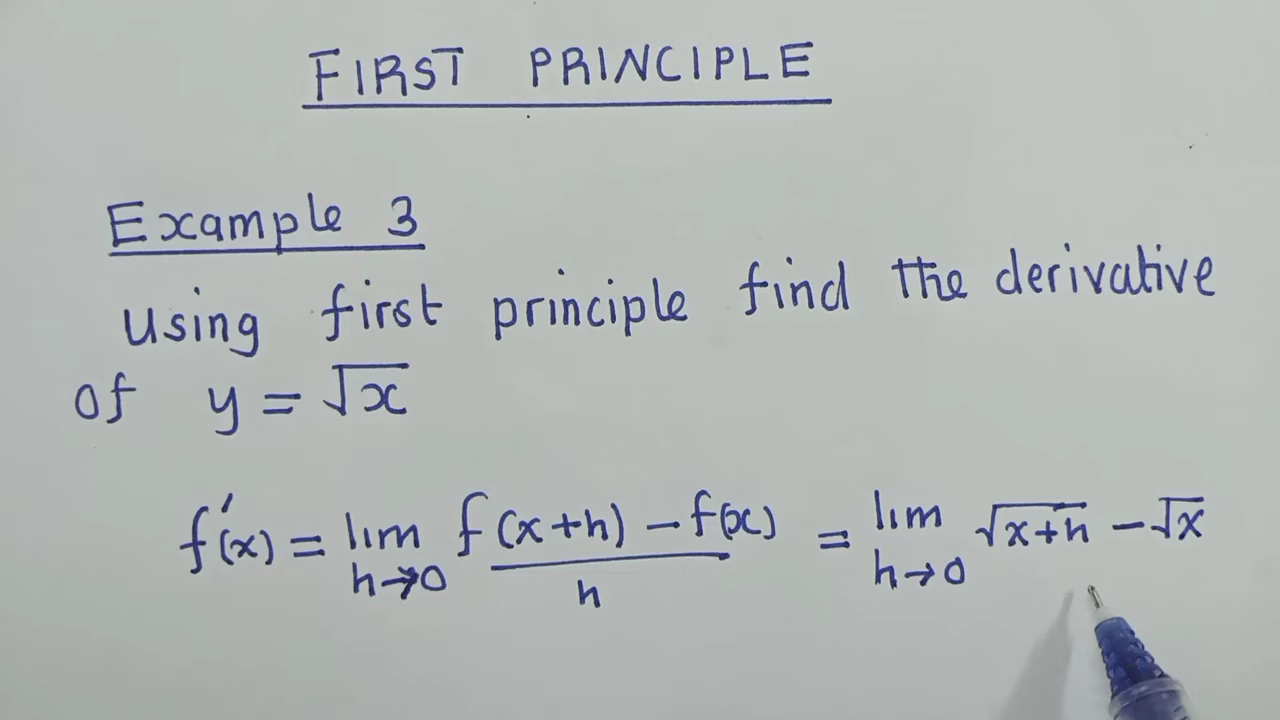 FIRST PRINCIPLE
Example 3
Using first principle find the derivative
of y = √x
f'(x) = lim h→0 f(x+h) - f(x) / h = lim h→0 √x+h - √x